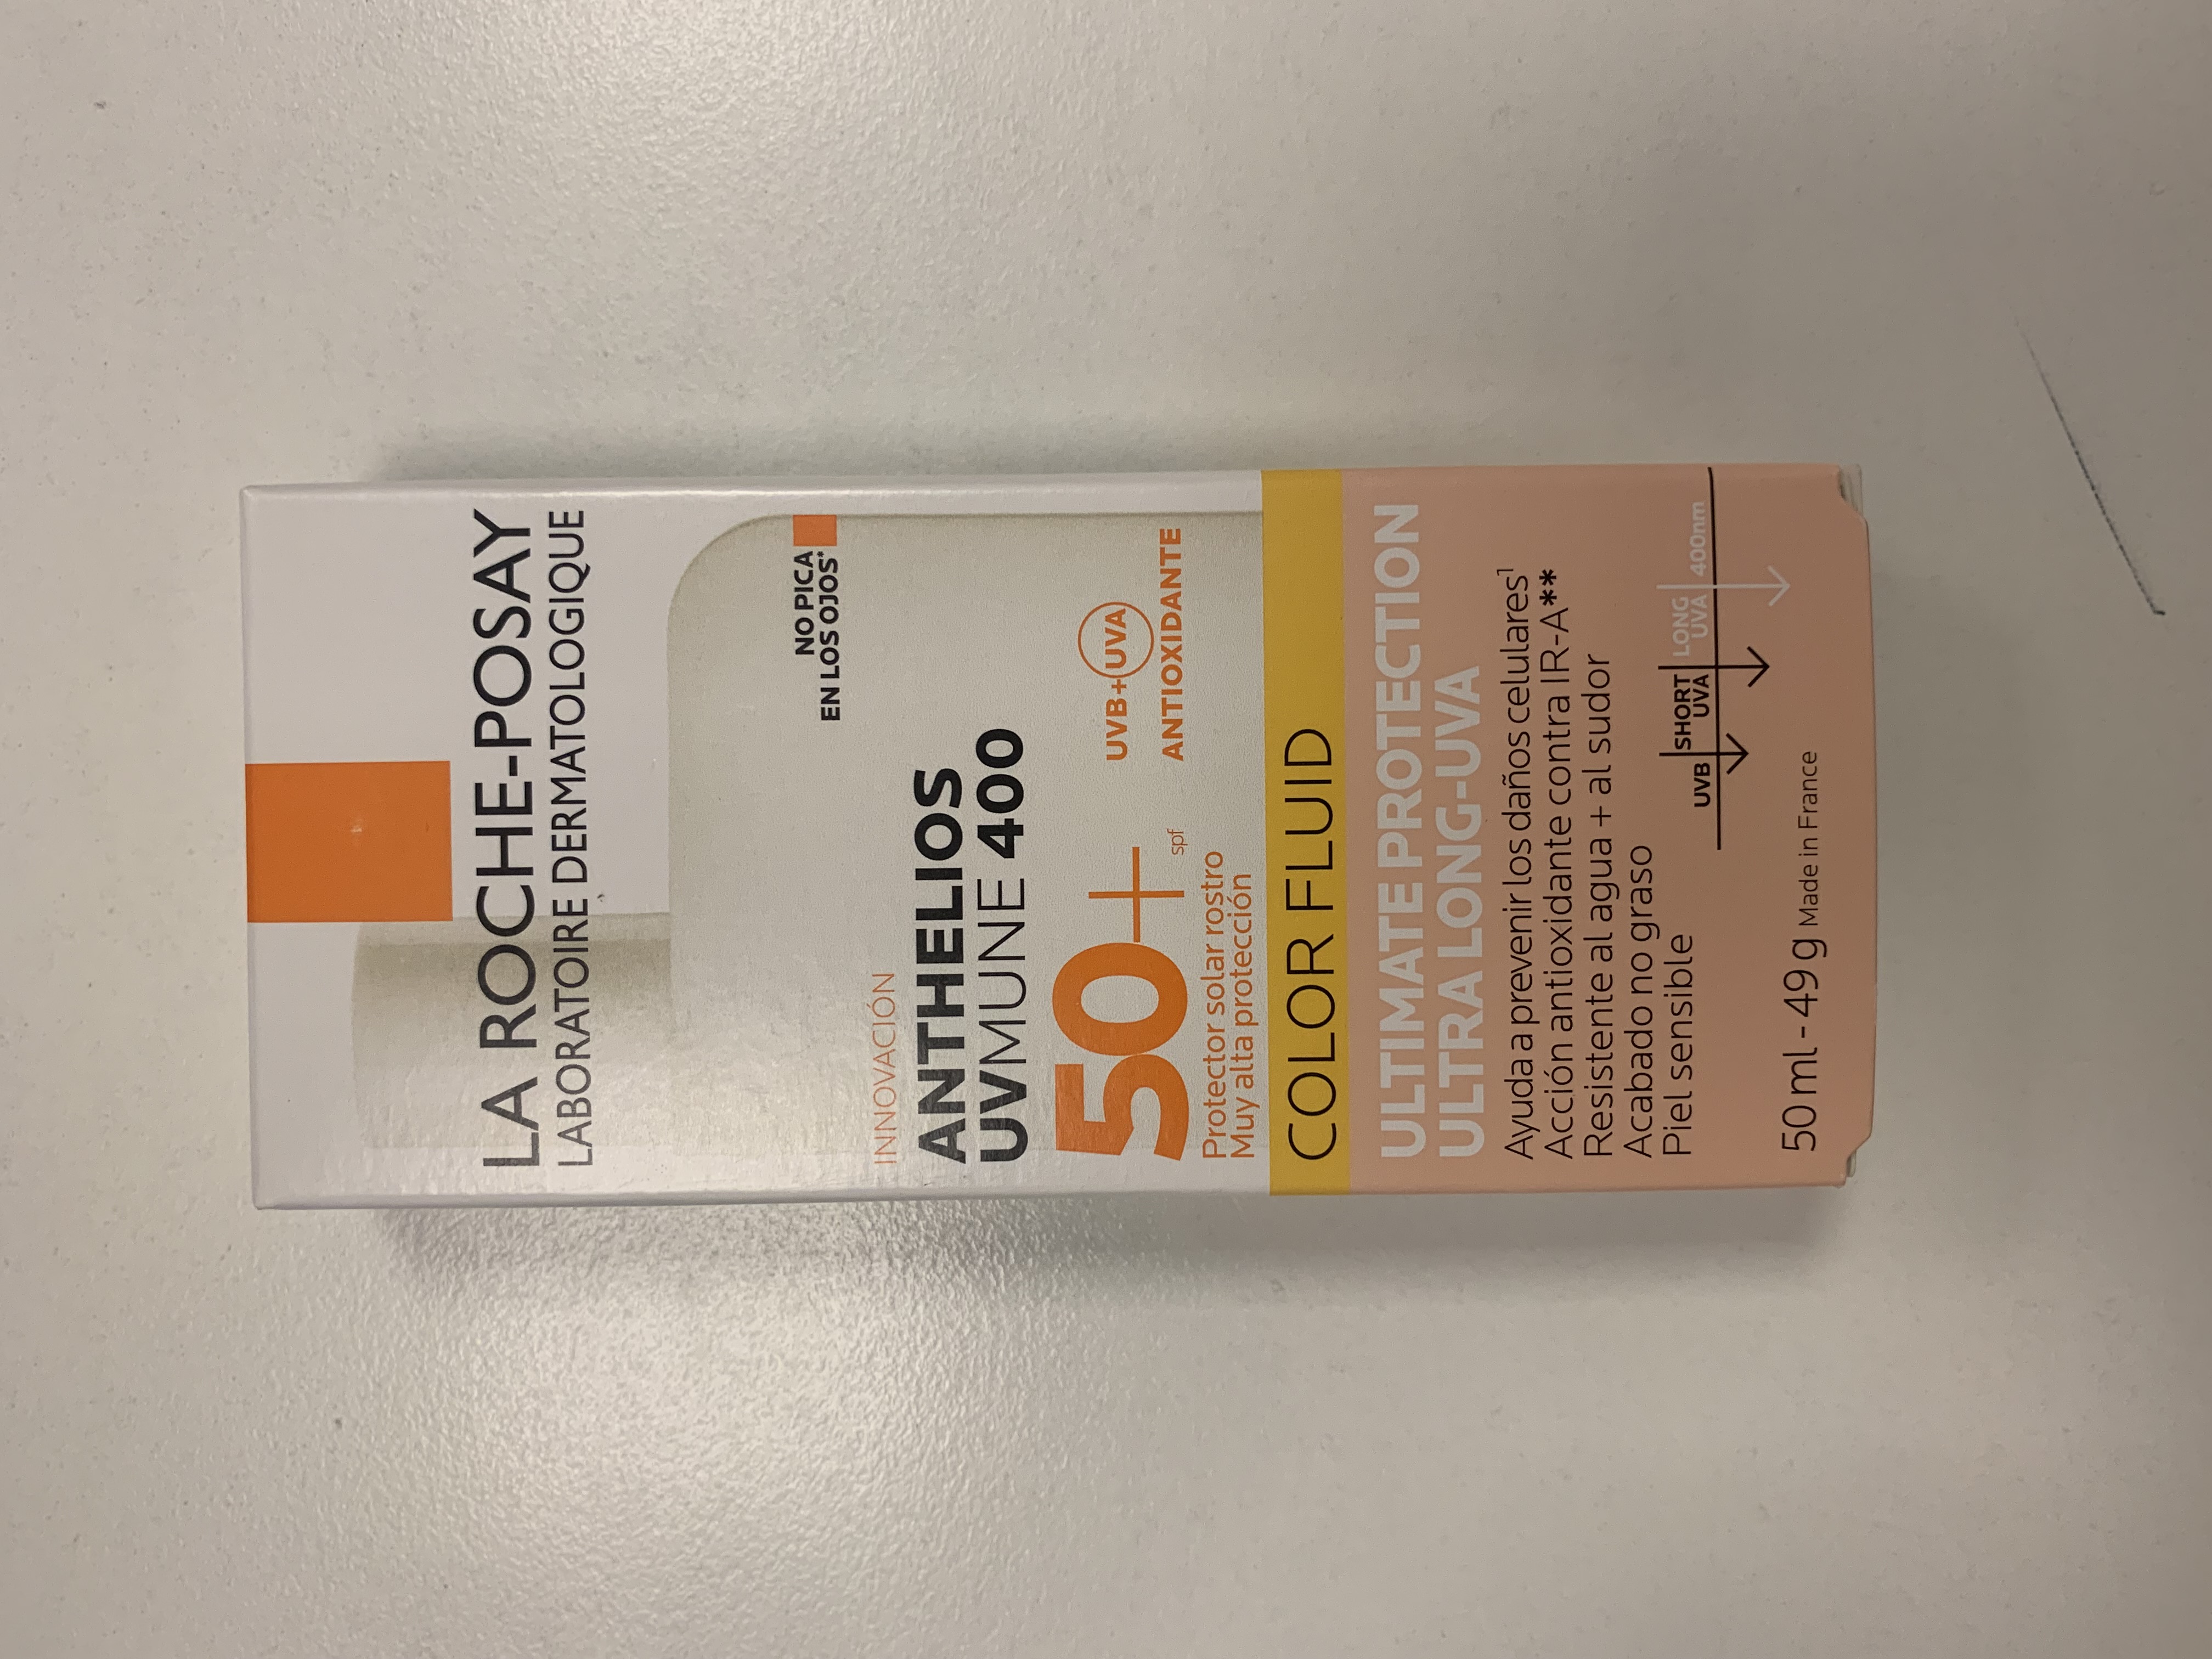 LA ROCHE-POSAY
LABORATOIRE DERMATOLOGIQUE
NO PICA
EN LOS OJOS*
INNOVACIÓN
ANTHELIOS
UVMUNE 400
50+ spf
UVB+UVA
ANTIOXIDANTE
Protector solar rostro
Muy alta protección
COLOR FLUID
ULTIMATE PROTECTION
ULTRA LONG-UVA
Ayuda a prevenir los daños celulares¹
Acción antioxidante contra IR-A**
Resistente al agua + al sudor
Acabado no graso
Piel sensible
UVB
SHORT
UVA
LONG
UVA
400nm
50 ml - 49 g Made in France